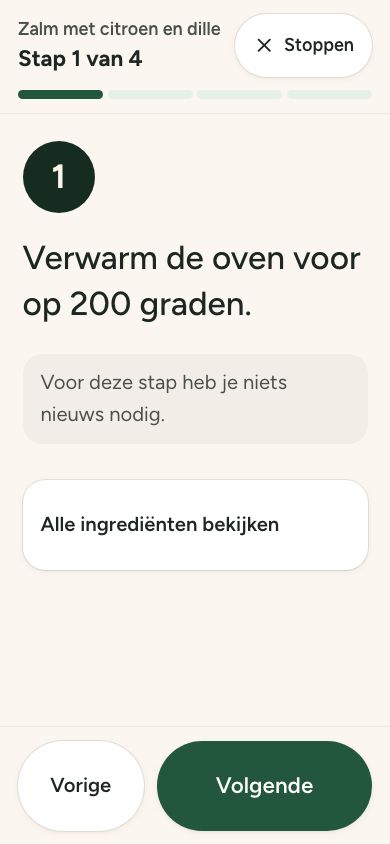 Zalm met citroen en dille
Stap 1 van 4
Stoppen
1
Verwarm de oven voor
op 200 graden.
Voor deze stap heb je niets
nieuws nodig.
Alle ingrediënten bekijken
Vorige
Volgende